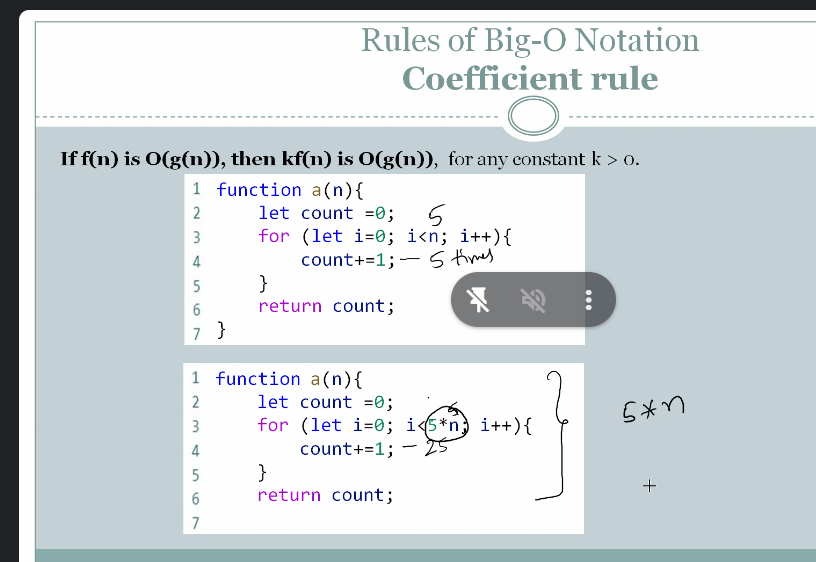 Rules of Big-O Notation
Coefficient rule
If f(n) is O(g(n)), then kf(n) is O(g(n)), for any constant k > 0.
1 function a(n){
2 let count =0; 5
3 for (let i=0; i<n; i++){
4 count+=1; — 5 times
5 }
6 return count;
7 }
1 function a(n){
2 let count =0; 5
3 for (let i=0; i<5*n; i++){
4 count+=1; — 25
5 }
6 return count;
7
5*n